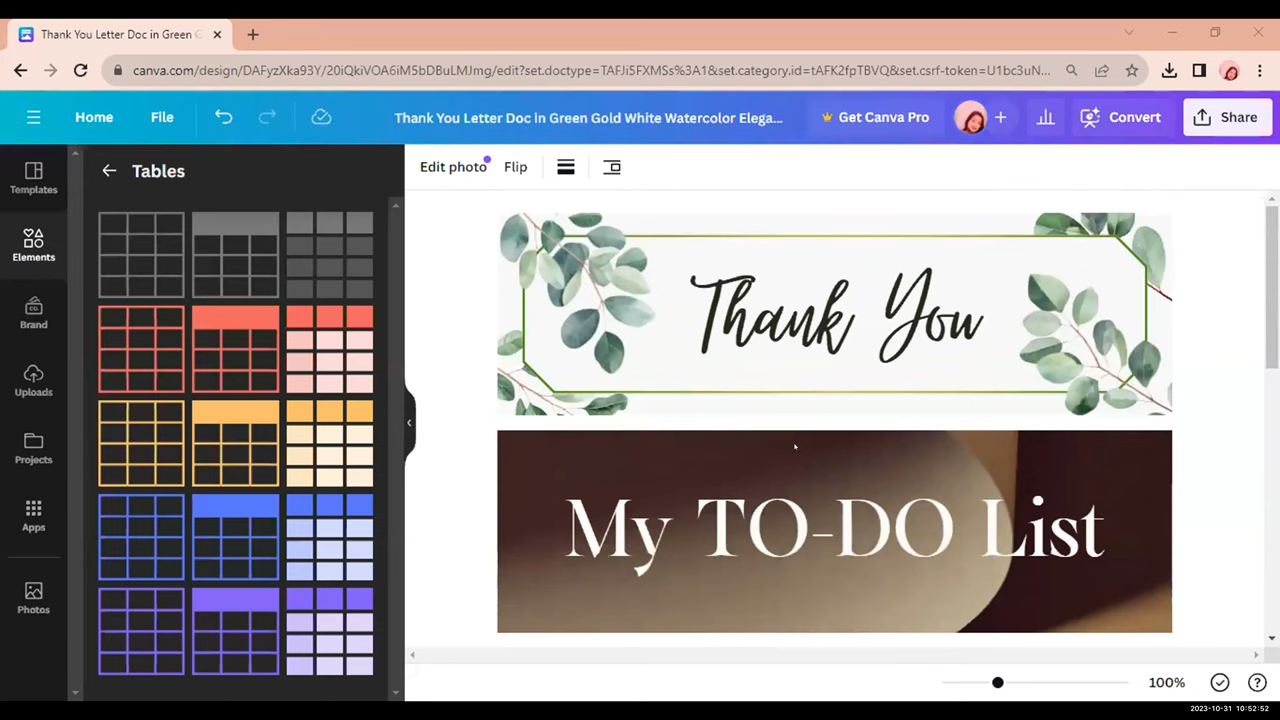 Thank You Letter Doc in Green G
canva.com/design/DAFyzXka93Y/20iQkiVOA6iM5bDBuLMJmg/edit?set.doctype=TAFJi5FXMSs%3A1&set.category.id=tAFK2fpTBVQ&set.csrf-token=U1bc3uN...
Home
File
Thank You Letter Doc in Green Gold White Watercolor Elega...
Get Canva Pro
Convert
Share
Templates
Elements
Brand
Uploads
Projects
Apps
Photos
Tables
Edit photo
Flip
Thank You
My TO-DO List
100%
2023-10-31 10:52:52